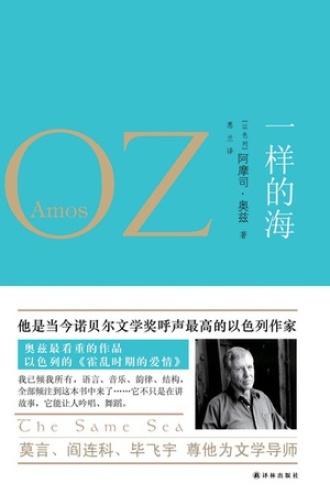 OZ
Amos
一样的海
[以色列] 阿摩司·奥兹 著
惠兰 译
他是当今诺贝尔文学奖呼声最高的以色列作家
奥兹最看重的作品
以色列的《霍乱时期的爱情》
我已倾我所有,语言、音乐、韵律、结构,
全部倾注到这本书中来了……它不只是在讲
故事,它能让人吟唱、舞蹈。
The Same Sea
莫言、阎连科、毕飞宇 尊他为文学导师
译林出版社